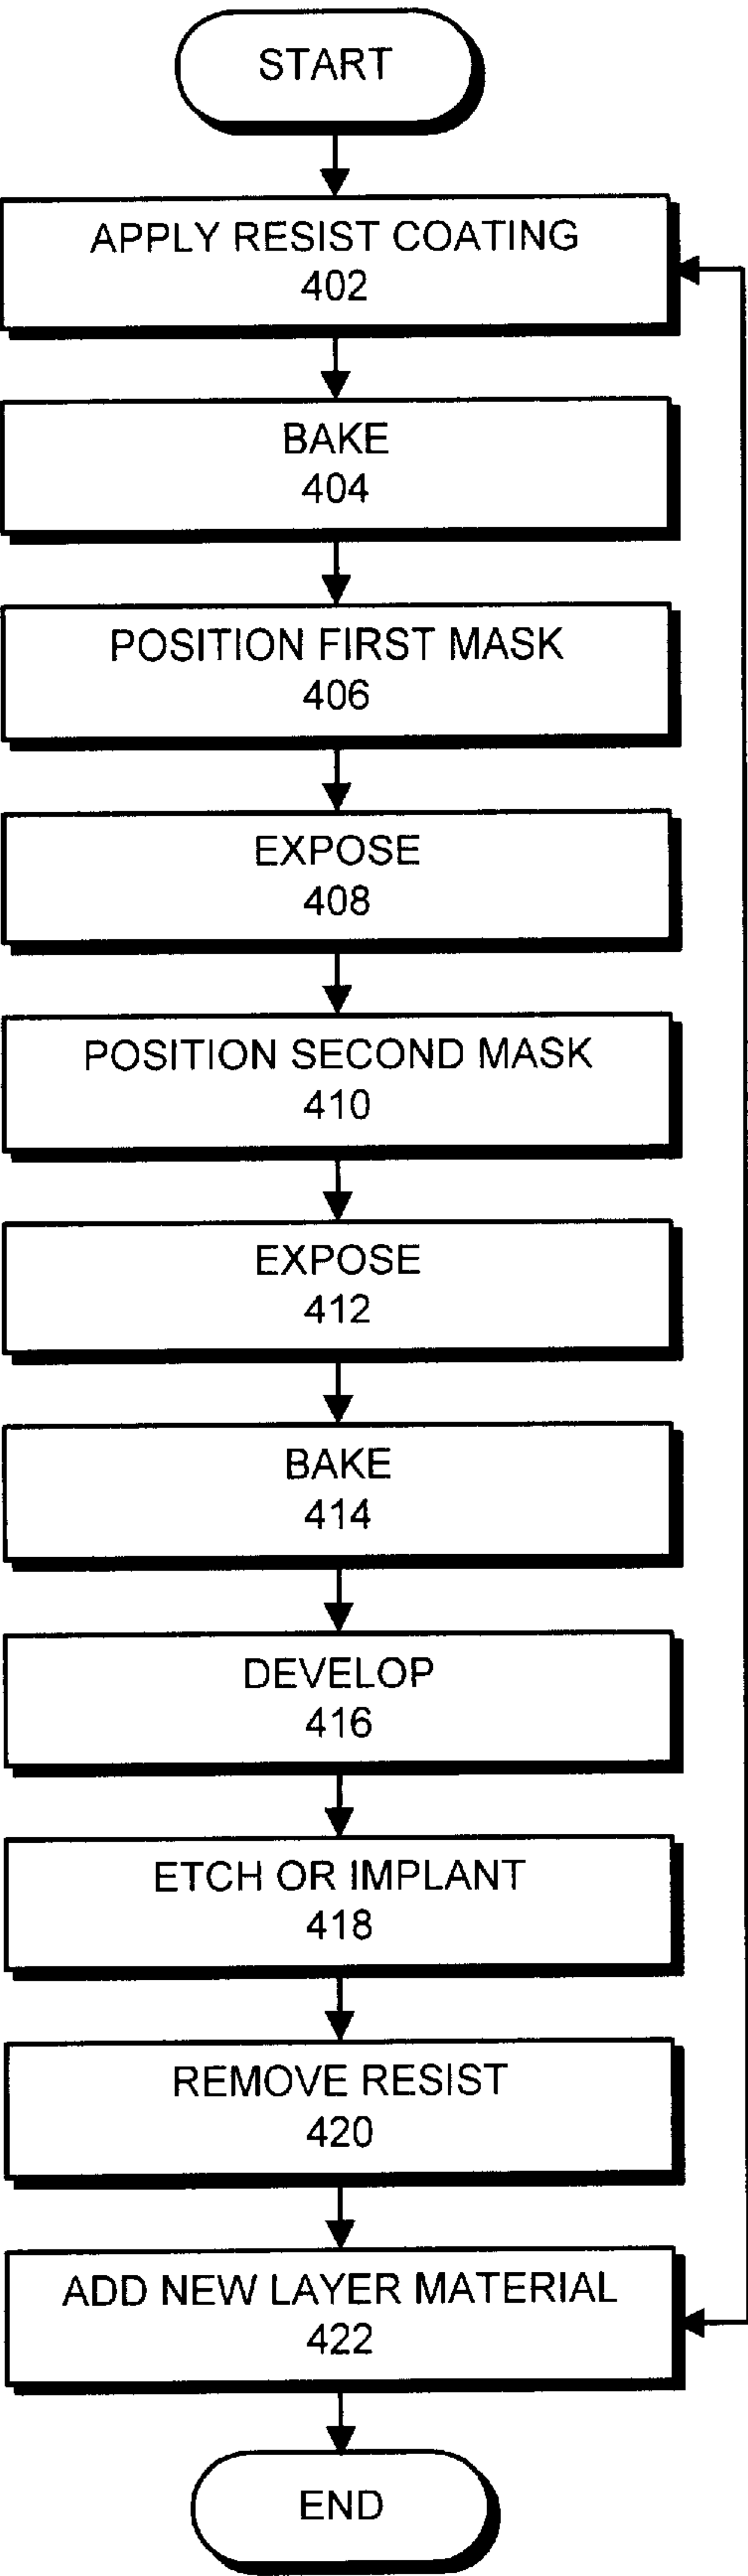 START
APPLY RESIST COATING
402
BAKE
404
POSITION FIRST MASK
406
EXPOSE
408
POSITION SECOND MASK
410
EXPOSE
412
BAKE
414
DEVELOP
416
ETCH OR IMPLANT
418
REMOVE RESIST
420
ADD NEW LAYER MATERIAL
422
END